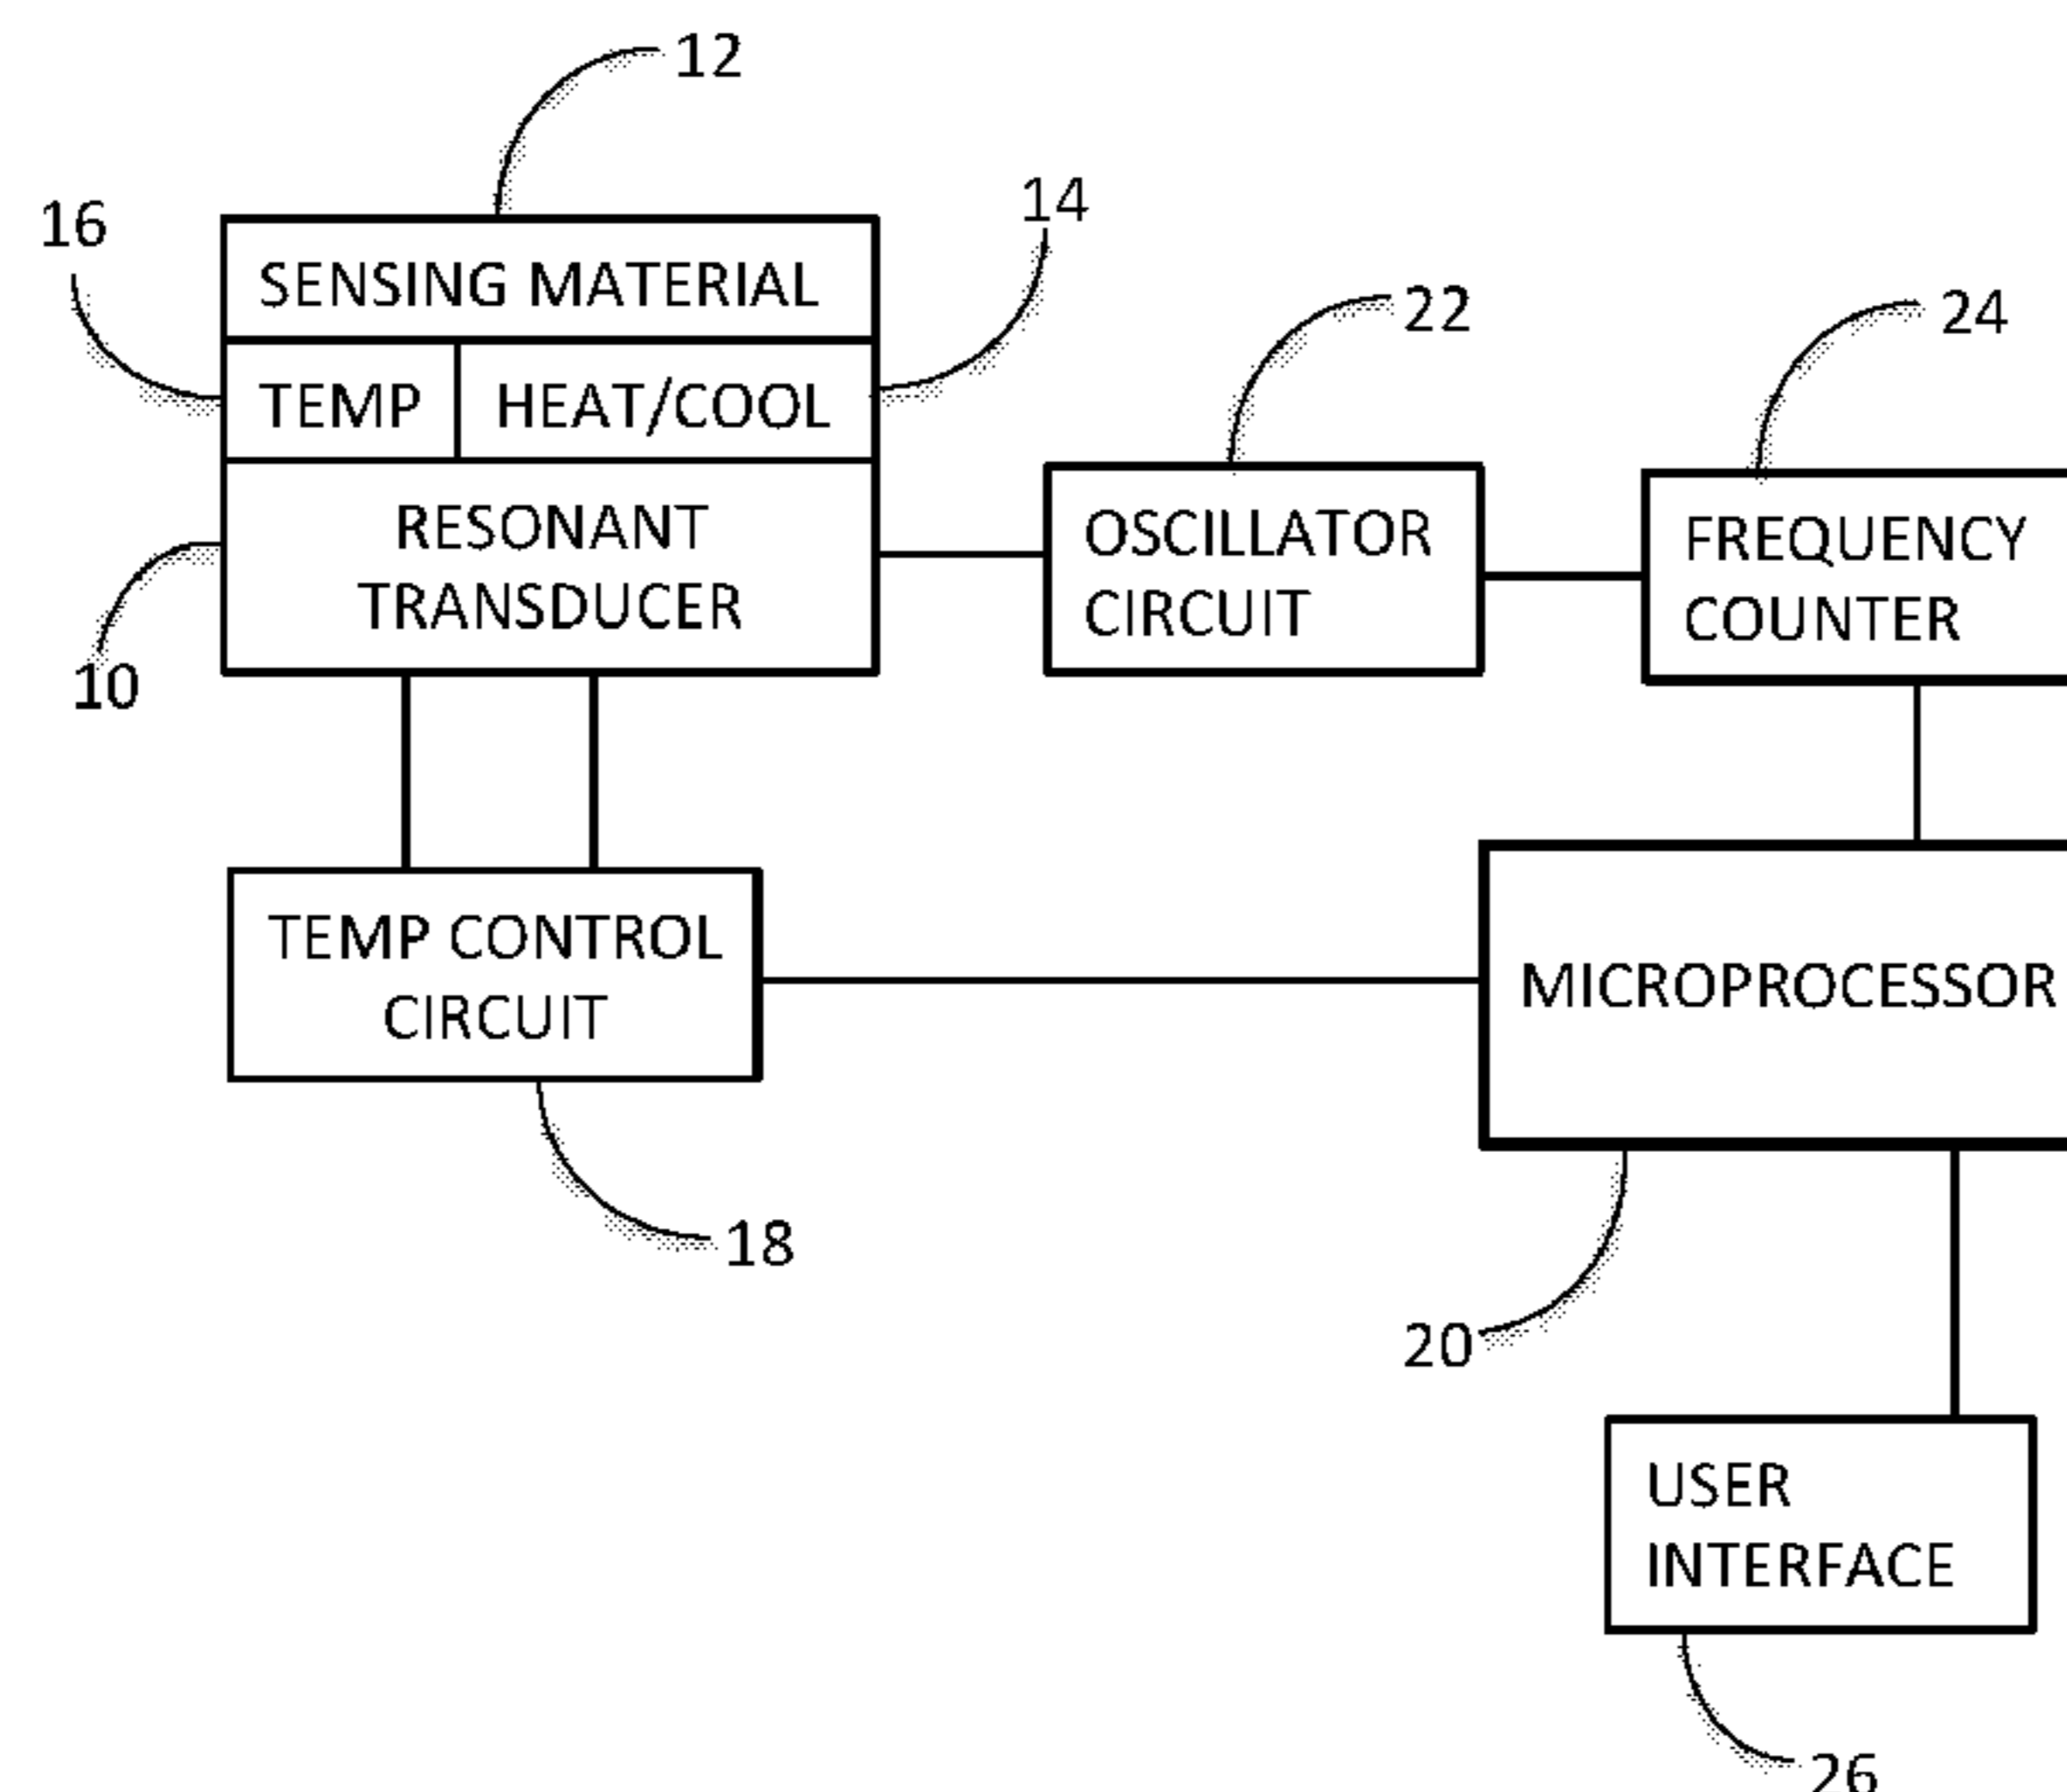 12
16
14
SENSING MATERIAL
22
24
TEMP
HEAT/COOL
RESONANT
TRANSDUCER
OSCILLATOR
CIRCUIT
FREQUENCY
COUNTER
10
TEMP CONTROL
CIRCUIT
MICROPROCESSOR
18
20
USER
INTERFACE
26